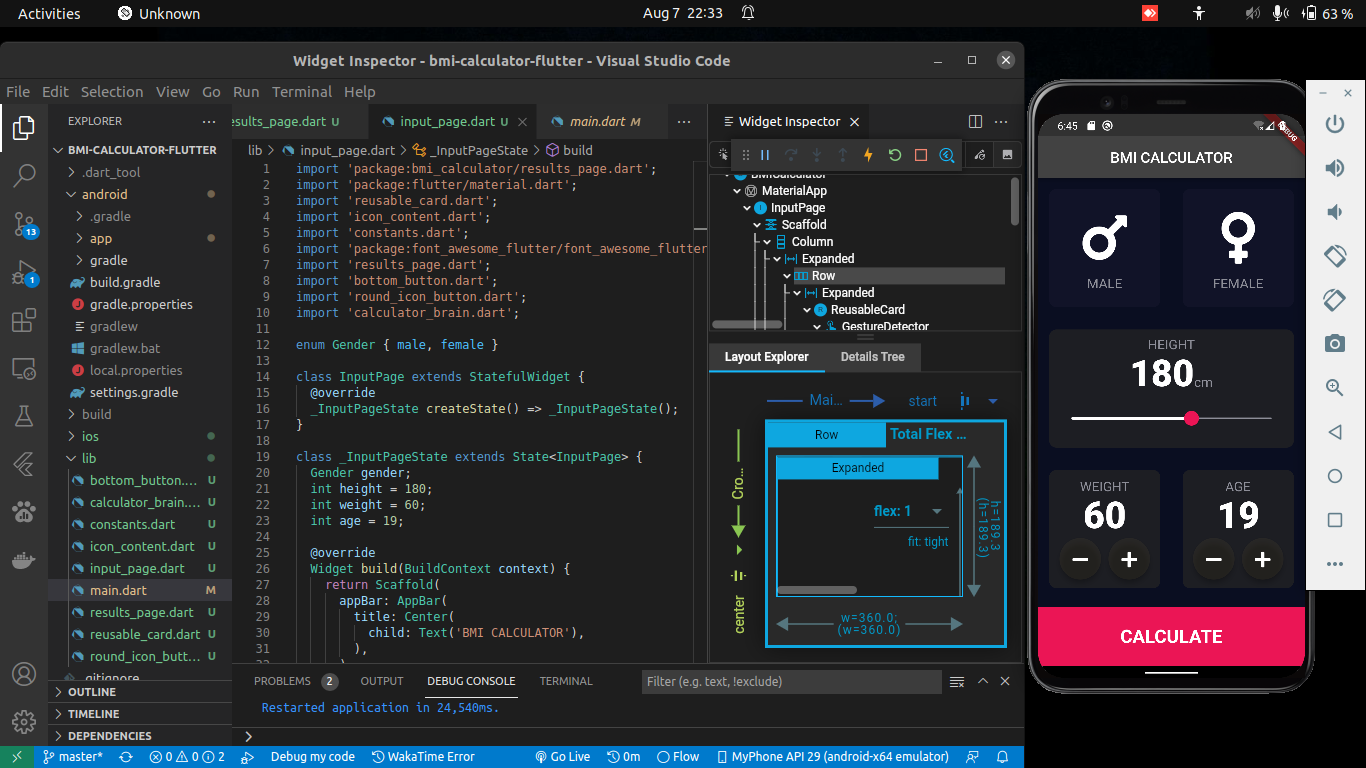 Activities
Unknown
Aug 7 22:33
63 %
Widget Inspector - bmi-calculator-flutter - Visual Studio Code
File Edit Selection View Go Run Terminal Help
EXPLORER
BMI-CALCULATOR-FLUTTER
.dart_tool
android
.gradle
app
gradle
build.gradle
gradle.properties
gradlew
gradlew.bat
local.properties
settings.gradle
build
ios
lib
bottom_button.... U
calculator_brain.... U
constants.dart U
icon_content.dart U
input_page.dart U
main.dart M
results_page.dart U
reusable_card.dart U
round_icon_butt... U
.gitignore
OUTLINE
TIMELINE
DEPENDENCIES
13
1
esults_page.dart U
input_page.dart U
main.dart M
lib > input_page.dart > _InputPageState > build
1 import 'package:bmi_calculator/results_page.dart';
2 import 'package:flutter/material.dart';
3 import 'reusable_card.dart';
4 import 'icon_content.dart';
5 import 'constants.dart';
6 import 'package:font_awesome_flutter/font_awesome_flutter
7 import 'results_page.dart';
8 import 'bottom_button.dart';
9 import 'round_icon_button.dart';
10 import 'calculator_brain.dart';
11
12 enum Gender { male, female }
13
14 class InputPage extends StatefulWidget {
15 @override
16 _InputPageState createState() => _InputPageState();
17 }
18
19 class _InputPageState extends State<InputPage> {
20 Gender gender;
21 int height = 180;
22 int weight = 60;
23 int age = 19;
24
25 @override
26 Widget build(BuildContext context) {
27 return Scaffold(
28 appBar: AppBar(
29 title: Center(
30 child: Text('BMI CALCULATOR'),
31 ),
32 )
Widget Inspector
BMICalculator
MaterialApp
InputPage
Scaffold
Column
Expanded
Row
Expanded
ReusableCard
GestureDetector
Layout Explorer
Details Tree
Mai...
start
Row
Total Flex ...
Expanded
flex: 1
fit: tight
Cro...
center
h=189.3
(h=189.3)
w=360.0;
(w=360.0)
PROBLEMS 2
OUTPUT
DEBUG CONSOLE
TERMINAL
Filter (e.g. text, !exclude)
Restarted application in 24,540ms.
master*
0 0 2
Debug my code
WakaTime Error
Go Live
0m
Flow
MyPhone API 29 (android-x64 emulator)
6:45
BMI CALCULATOR
MALE
FEMALE
HEIGHT
180cm
WEIGHT
60
AGE
19
CALCULATE